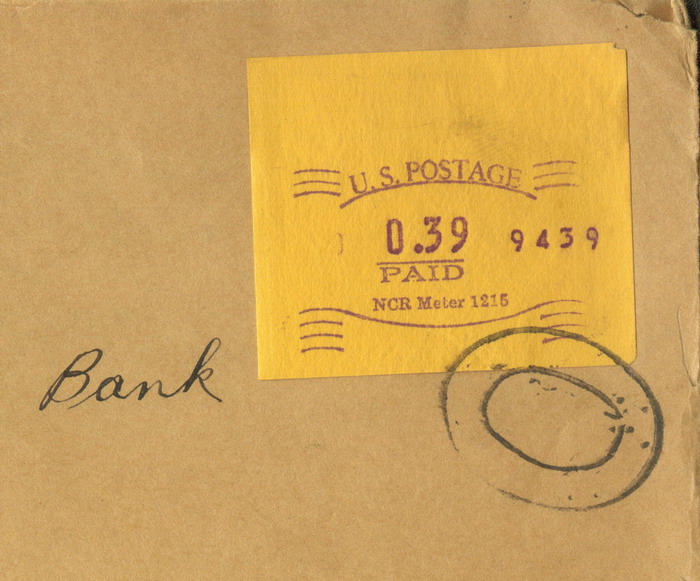 U. S. POSTAGE
0.39 9439
PAID
NCR Meter 1215
Bank